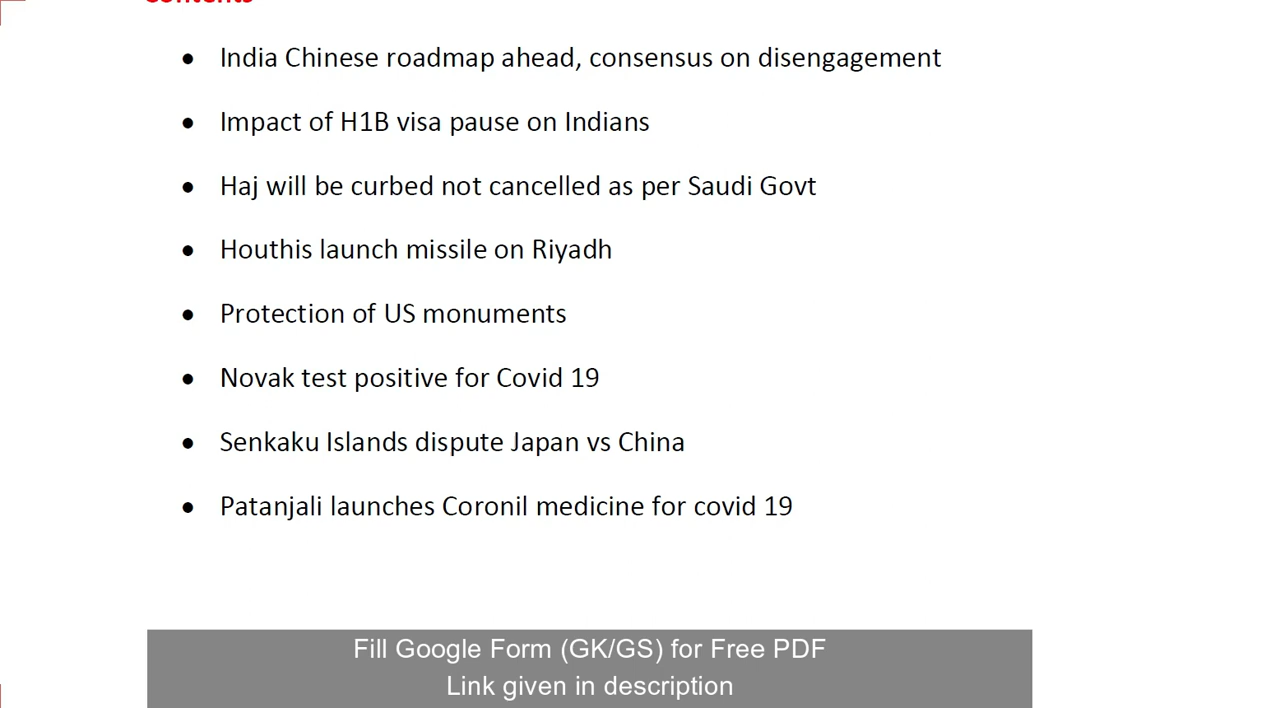 Contents
● India Chinese roadmap ahead, consensus on disengagement
● Impact of H1B visa pause on Indians
● Haj will be curbed not cancelled as per Saudi Govt
● Houthis launch missile on Riyadh
● Protection of US monuments
● Novak test positive for Covid 19
● Senkaku Islands dispute Japan vs China
● Patanjali launches Coronil medicine for covid 19
Fill Google Form (GK/GS) for Free PDF
Link given in description